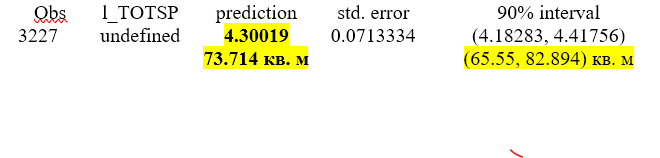 Obs l_TOTSP prediction std. error 90% interval
3227 undefined 4.30019 0.0713334 (4.18283, 4.41756)
73.714 кв. м (65.55, 82.894) кв. м